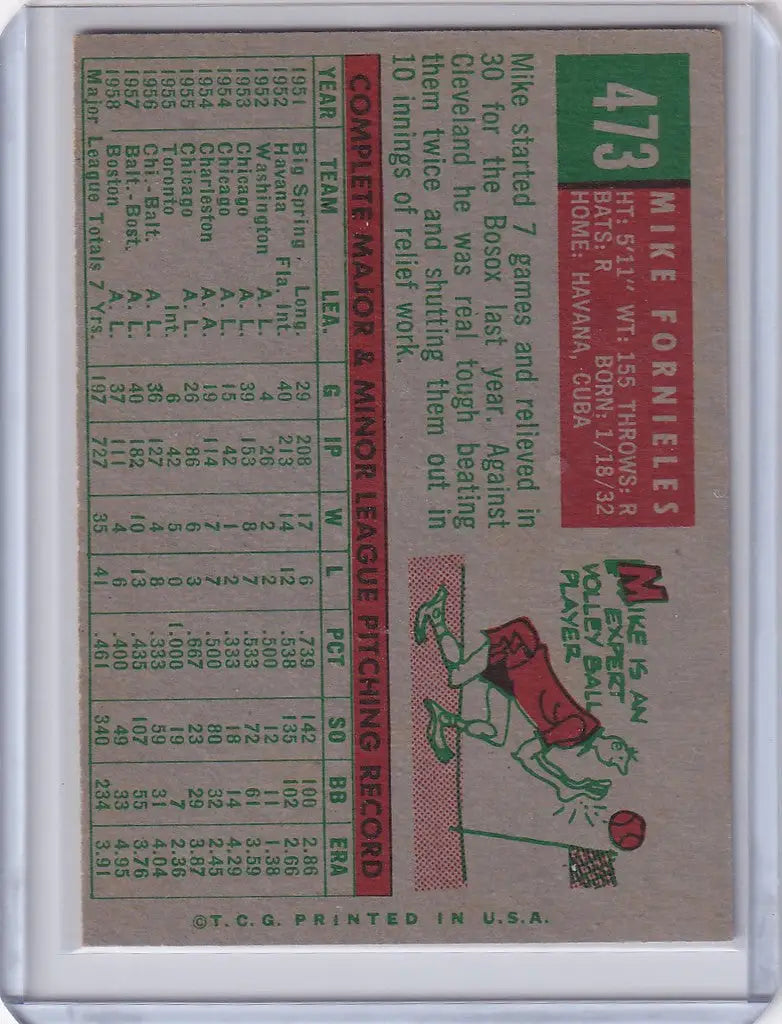 473
MIKE FORNIELES
HT: 5'11" WT: 155 THROWS: R
BATS: R BORN: 1/18/32
HOME: HAVANA, CUBA
Mike started 7 games and relieved in
30 for the Bosox last year. Against
Cleveland he was real tough beating
them twice and shutting them out in
10 innings of relief work.
MIKE IS AN
EXPERT
VOLLEY BALL
PLAYER
COMPLETE MAJOR & MINOR LEAGUE PITCHING RECORD
YEAR TEAM LEA. G IP W L PCT SO BB ERA
1951 Big Spring Long. 29 208 17 6 .739 142 100 2.86
1952 Havana Fla. Int. 40 213 14 12 .538 135 102 2.66
1952 Washington A. L. 4 26 2 2 .500 12 11 1.38
1953 Chicago A. L. 39 153 8 7 .533 72 61 3.59
1954 Chicago A. L. 15 42 1 2 .333 18 14 4.29
1954 Charleston A. A. 19 114 7 7 .500 80 32 2.45
1955 Chicago A. L. 26 86 6 3 .667 23 29 3.87
1955 Toronto Int. 6 42 5 0 1.000 19 7 2.36
1956 Chi.-Balt. A. L. 36 127 4 8 .333 59 31 4.04
1957 Balt.-Bost. A. L. 40 182 10 13 .435 107 55 3.76
1958 Boston A. L. 37 111 4 6 .400 49 33 4.95
Major League Totals 7 Yrs. 197 727 35 41 .461 340 234 3.91
©T. C. G. PRINTED IN U.S.A.